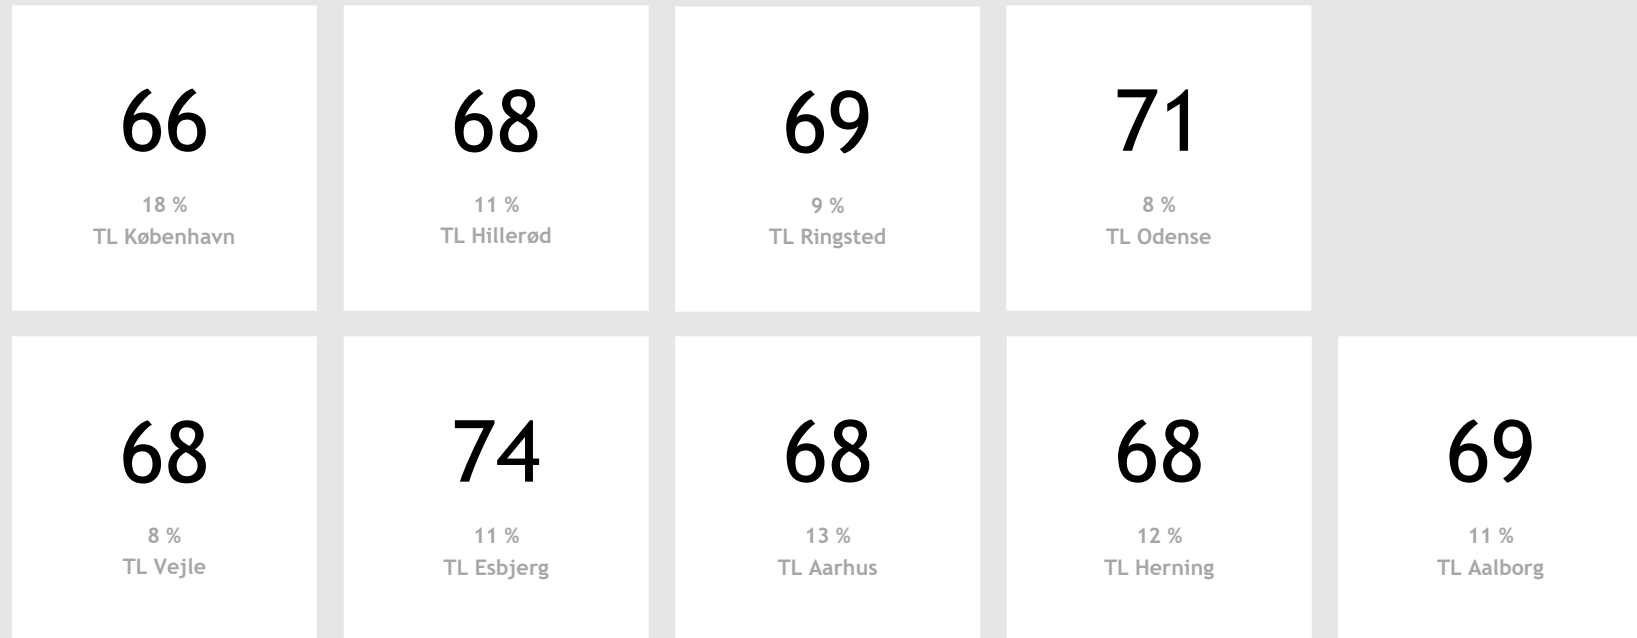 66
18 %
TL København
68
11 %
TL Hillerød
69
9 %
TL Ringsted
71
8 %
TL Odense
68
8 %
TL Vejle
74
11 %
TL Esbjerg
68
13 %
TL Aarhus
68
12 %
TL Herning
69
11 %
TL Aalborg